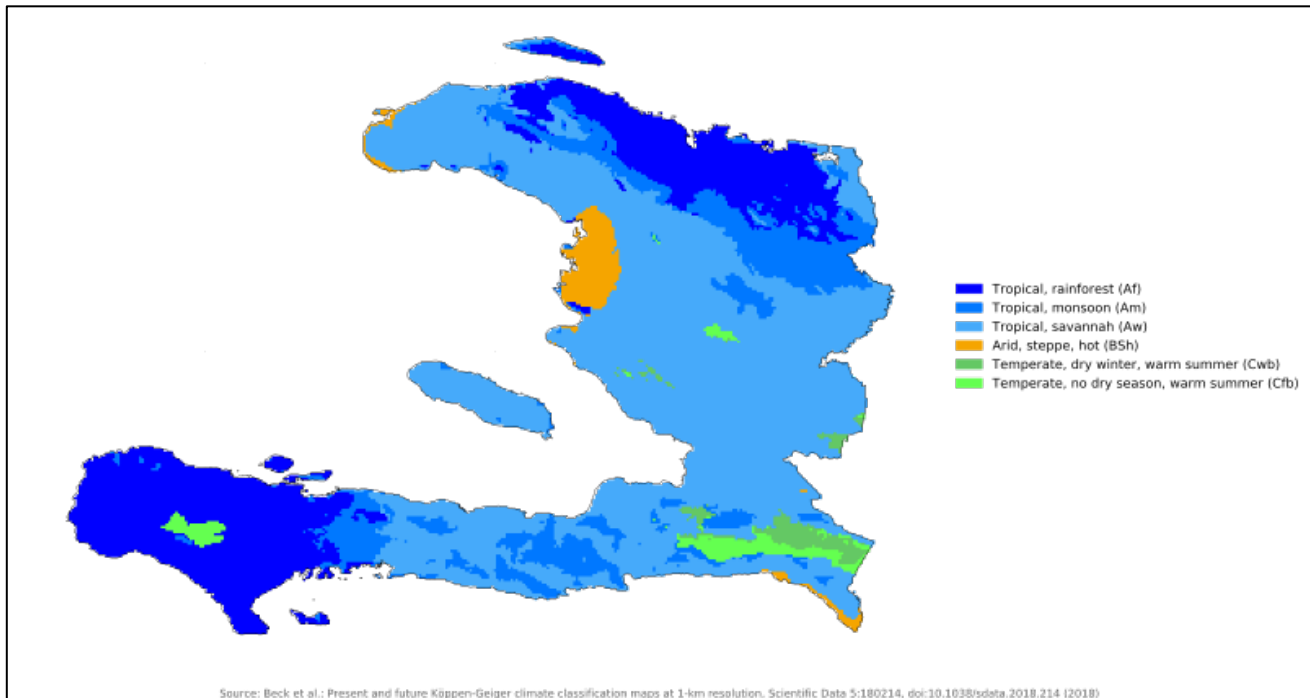 Tropical, rainforest (Af)
Tropical, monsoon (Am)
Tropical, savannah (Aw)
Arid, steppe, hot (BSh)
Temperate, dry winter, warm summer (Cwb)
Temperate, no dry season, warm summer (Cfb)
Source: Beck et al.: Present and future Köppen-Geiger climate classification maps at 1-km resolution, Scientific Data 5:180214, doi:10.1038/sdata.2018.214 (2018)